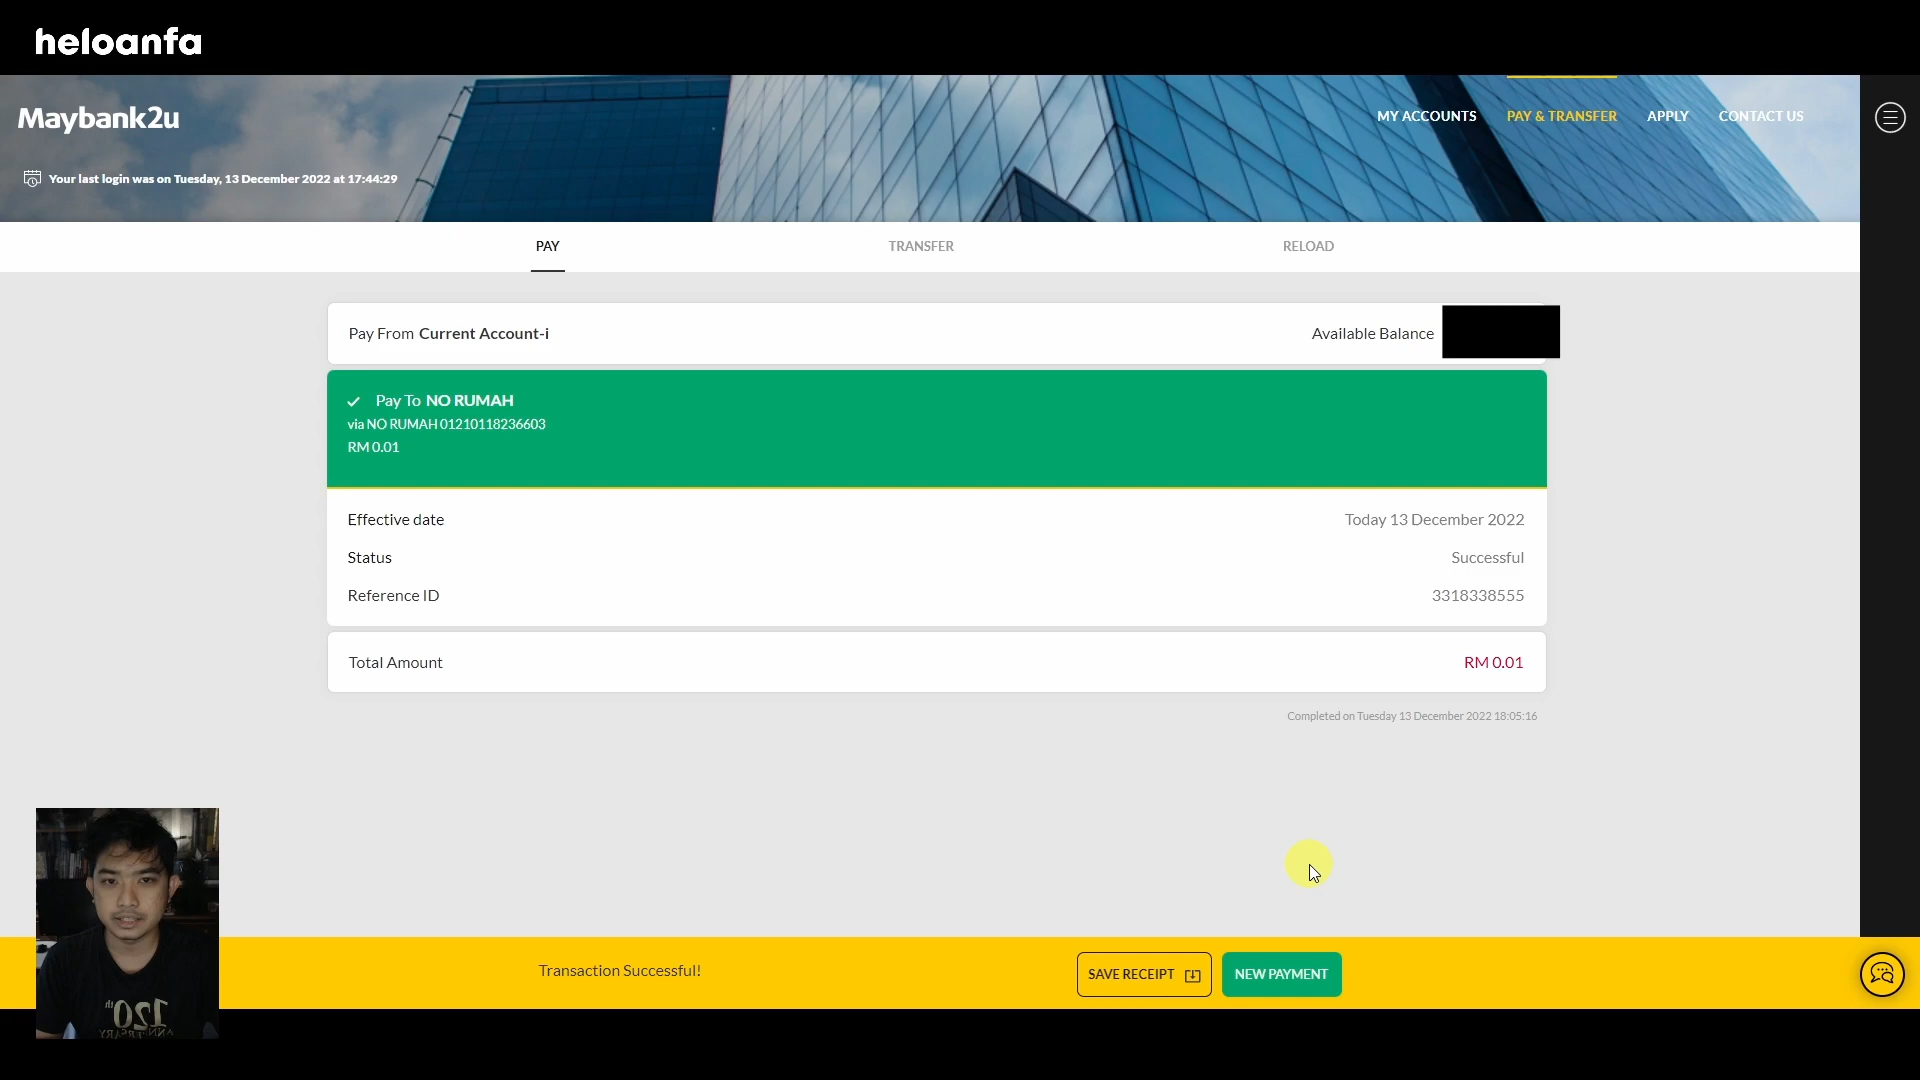 heloanfa
Maybank2u
MY ACCOUNTS
PAY & TRANSFER
APPLY
CONTACT US
Your last login was on Tuesday, 13 December 2022 at 17:44:29
PAY
TRANSFER
RELOAD
Pay From Current Account-i
Available Balance
Pay To NO RUMAH
via NO RUMAH 01210118236603
RM 0.01
Effective date
Today 13 December 2022
Status
Successful
Reference ID
3318338555
Total Amount
RM 0.01
Completed on Tuesday 13 December 2022 18:05:16
120th
ANNIVERSARY
Transaction Successful!
SAVE RECEIPT
NEW PAYMENT